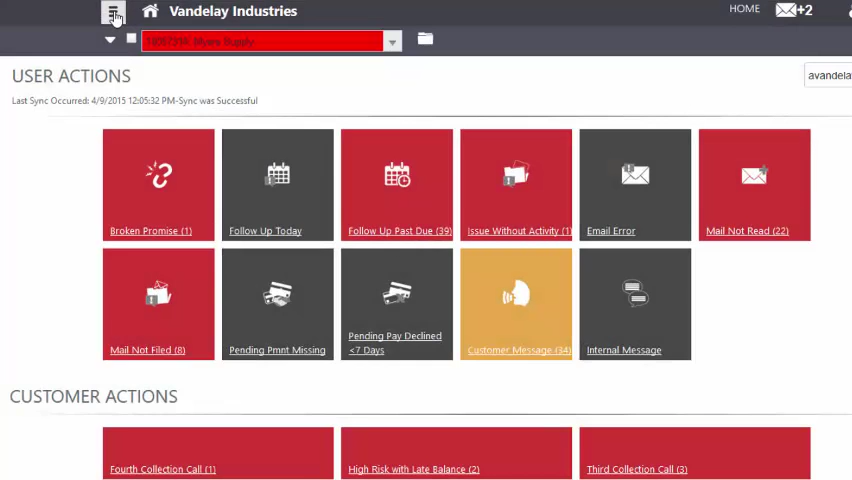 Vandelay Industries
HOME
+2
1806731K Myers Supply
USER ACTIONS
avandela
Last Sync Occurred: 4/9/2015 12:05:32 PM-Sync was Successful
Broken Promise (1)
Follow Up Today
Follow Up Past Due (39)
Issue Without Activity (1)
Email Error
Mail Not Read (22)
Mail Not Filed (8)
Pending Pmnt Missing
Pending Pay Declined
<7 Days
Customer Message (34)
Internal Message
CUSTOMER ACTIONS
Fourth Collection Call (1)
High Risk with Late Balance (2)
Third Collection Call (3)